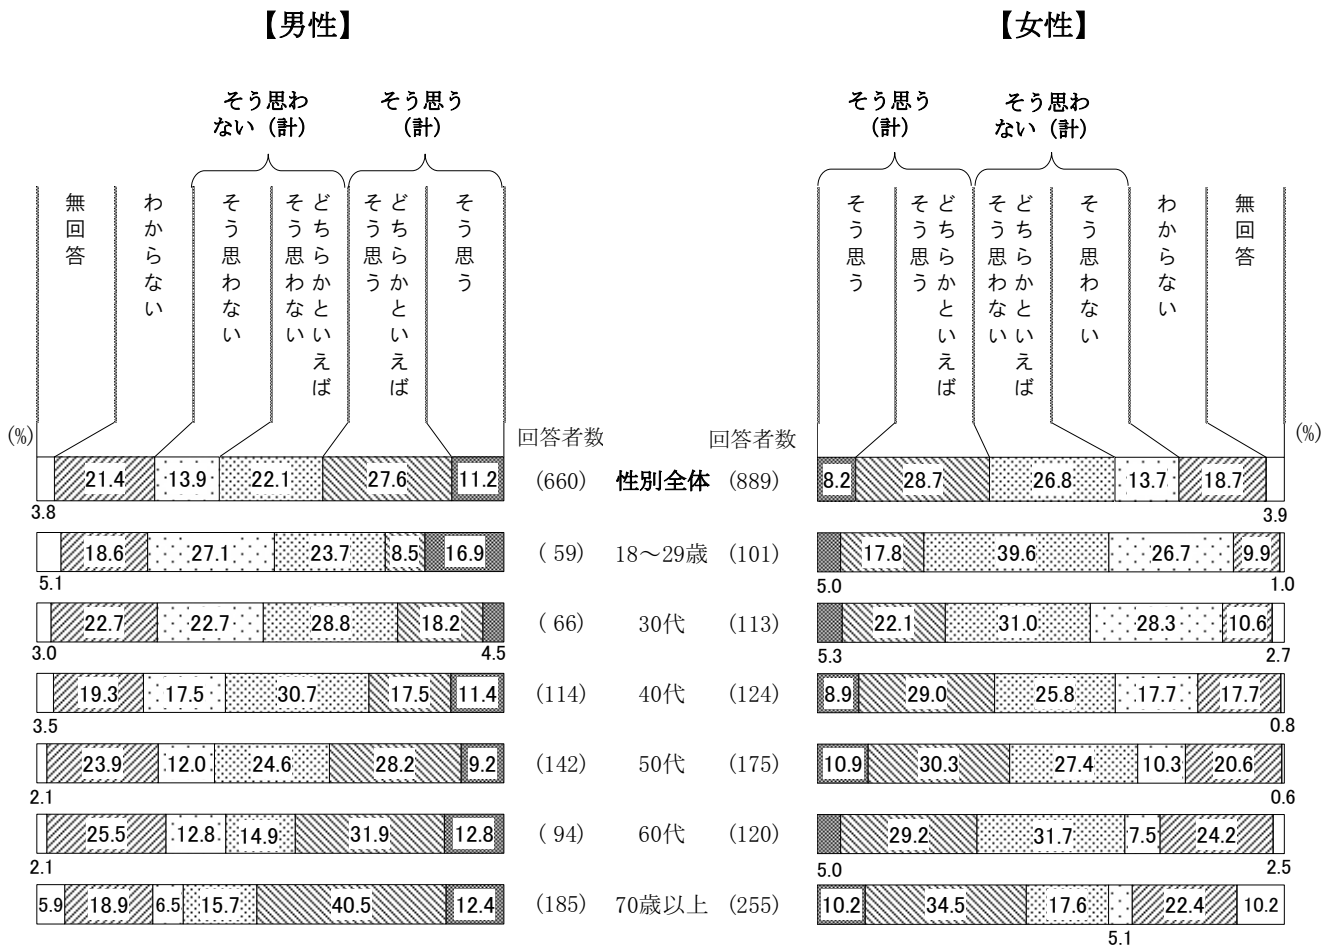 【男性】
【女性】
そう思わ
ない（計）
そう思う
（計）
そう思う
（計）
そう思わ
ない（計）
無回答
わからない
そう思わない
どちらかといえば
そう思わない
どちらかといえば
そう思う
そう思う
そう思う
どちらかといえば
そう思う
どちらかといえば
そう思わない
そう思わない
わからない
無回答
(%) 回答者数 回答者数 (%)
21.4 13.9 22.1 27.6 11.2 (660) 性別全体 (889) 8.2 28.7 26.8 13.7 18.7
3.8 3.9
18.6 27.1 23.7 8.5 16.9 ( 59) 18～29歳 (101) 17.8 39.6 26.7 9.9
5.1 5.0 1.0
22.7 22.7 28.8 18.2 ( 66) 30代 (113) 22.1 31.0 28.3 10.6
3.0 4.5 5.3 2.7
19.3 17.5 30.7 17.5 11.4 (114) 40代 (124) 8.9 29.0 25.8 17.7 17.7
3.5 0.8
23.9 12.0 24.6 28.2 9.2 (142) 50代 (175) 10.9 30.3 27.4 10.3 20.6
2.1 0.6
25.5 12.8 14.9 31.9 12.8 ( 94) 60代 (120) 29.2 31.7 7.5 24.2
2.1 5.0 2.5
5.9 18.9 6.5 15.7 40.5 12.4 (185) 70歳以上 (255) 10.2 34.5 17.6 22.4 10.2
5.1